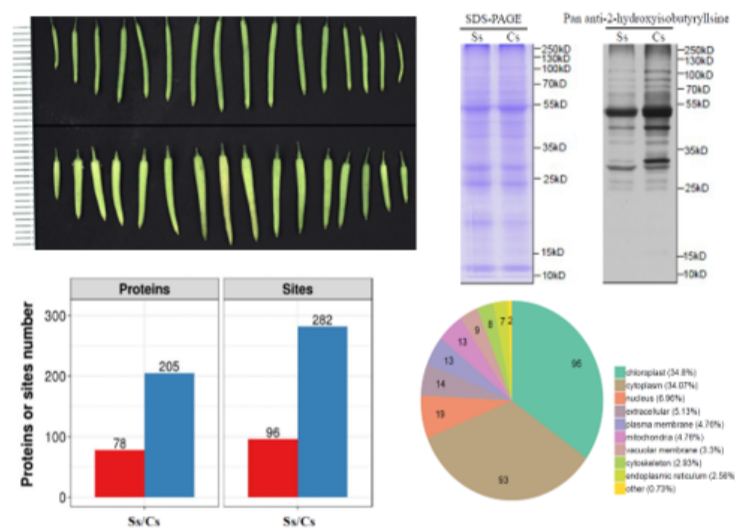 SDS-PAGE
Pan anti-2-hydroxyisobutyryllsine
Ss Cs
Ss Cs
250kD
130kD
100kD
70kD
55kD
35kD
25kD
15kD
10kD
250kD
130kD
100kD
70kD
55kD
35kD
25kD
15kD
10kD
Proteins or sites number
Proteins
Sites
300
200
100
0
78
205
96
282
Ss/Cs
Ss/Cs
95
93
19
14
13
13
9
8
7
2
chloroplast (34.8%)
cytoplasm (34.07%)
nucleus (6.96%)
extracellular (5.13%)
plasma membrane (4.76%)
mitochondria (4.76%)
vacuolar membrane (3.3%)
cytoskeleton (2.93%)
endoplasmic reticulum (2.56%)
other (0.73%)